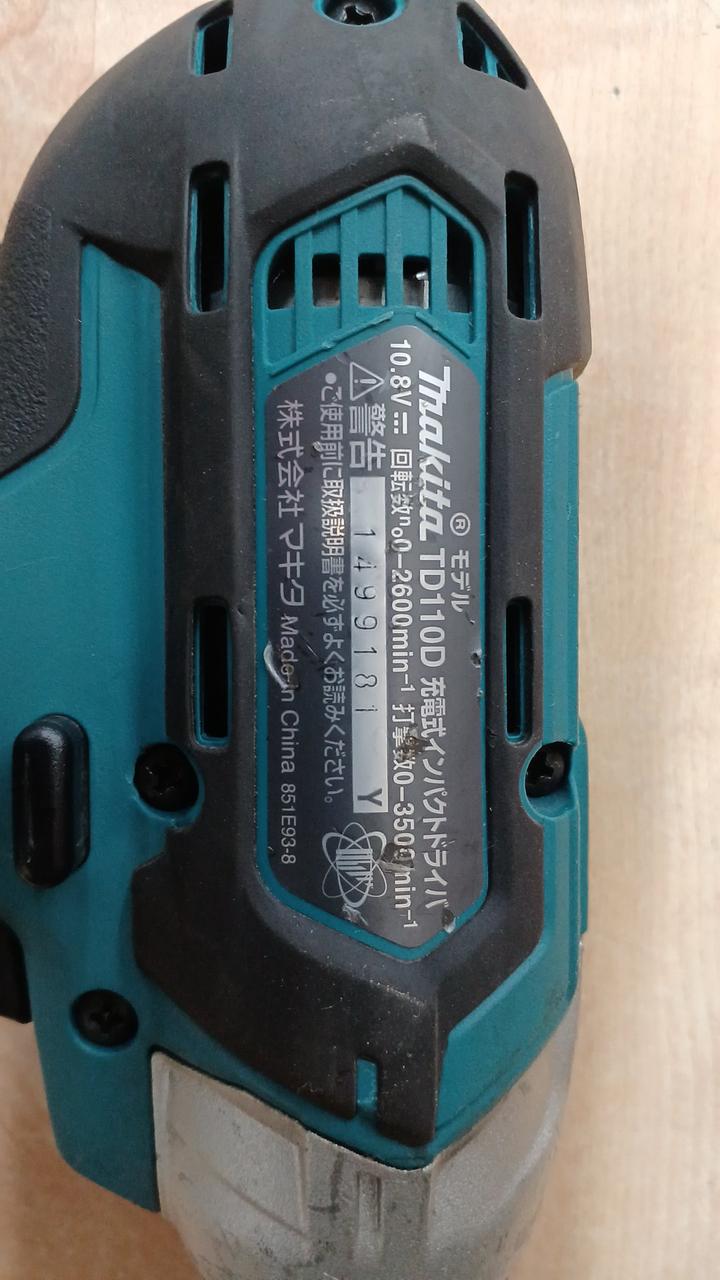 makita® モデル TD110D 充電式インパクトドライバ
10.8V 回転数n₀0-2600min⁻¹ 打撃数0-3500min⁻¹
警告 1499181 Y
●ご使用前に取扱説明書を必ずよくお読みください。
株式会社 マキタ Made in China 851E93-8